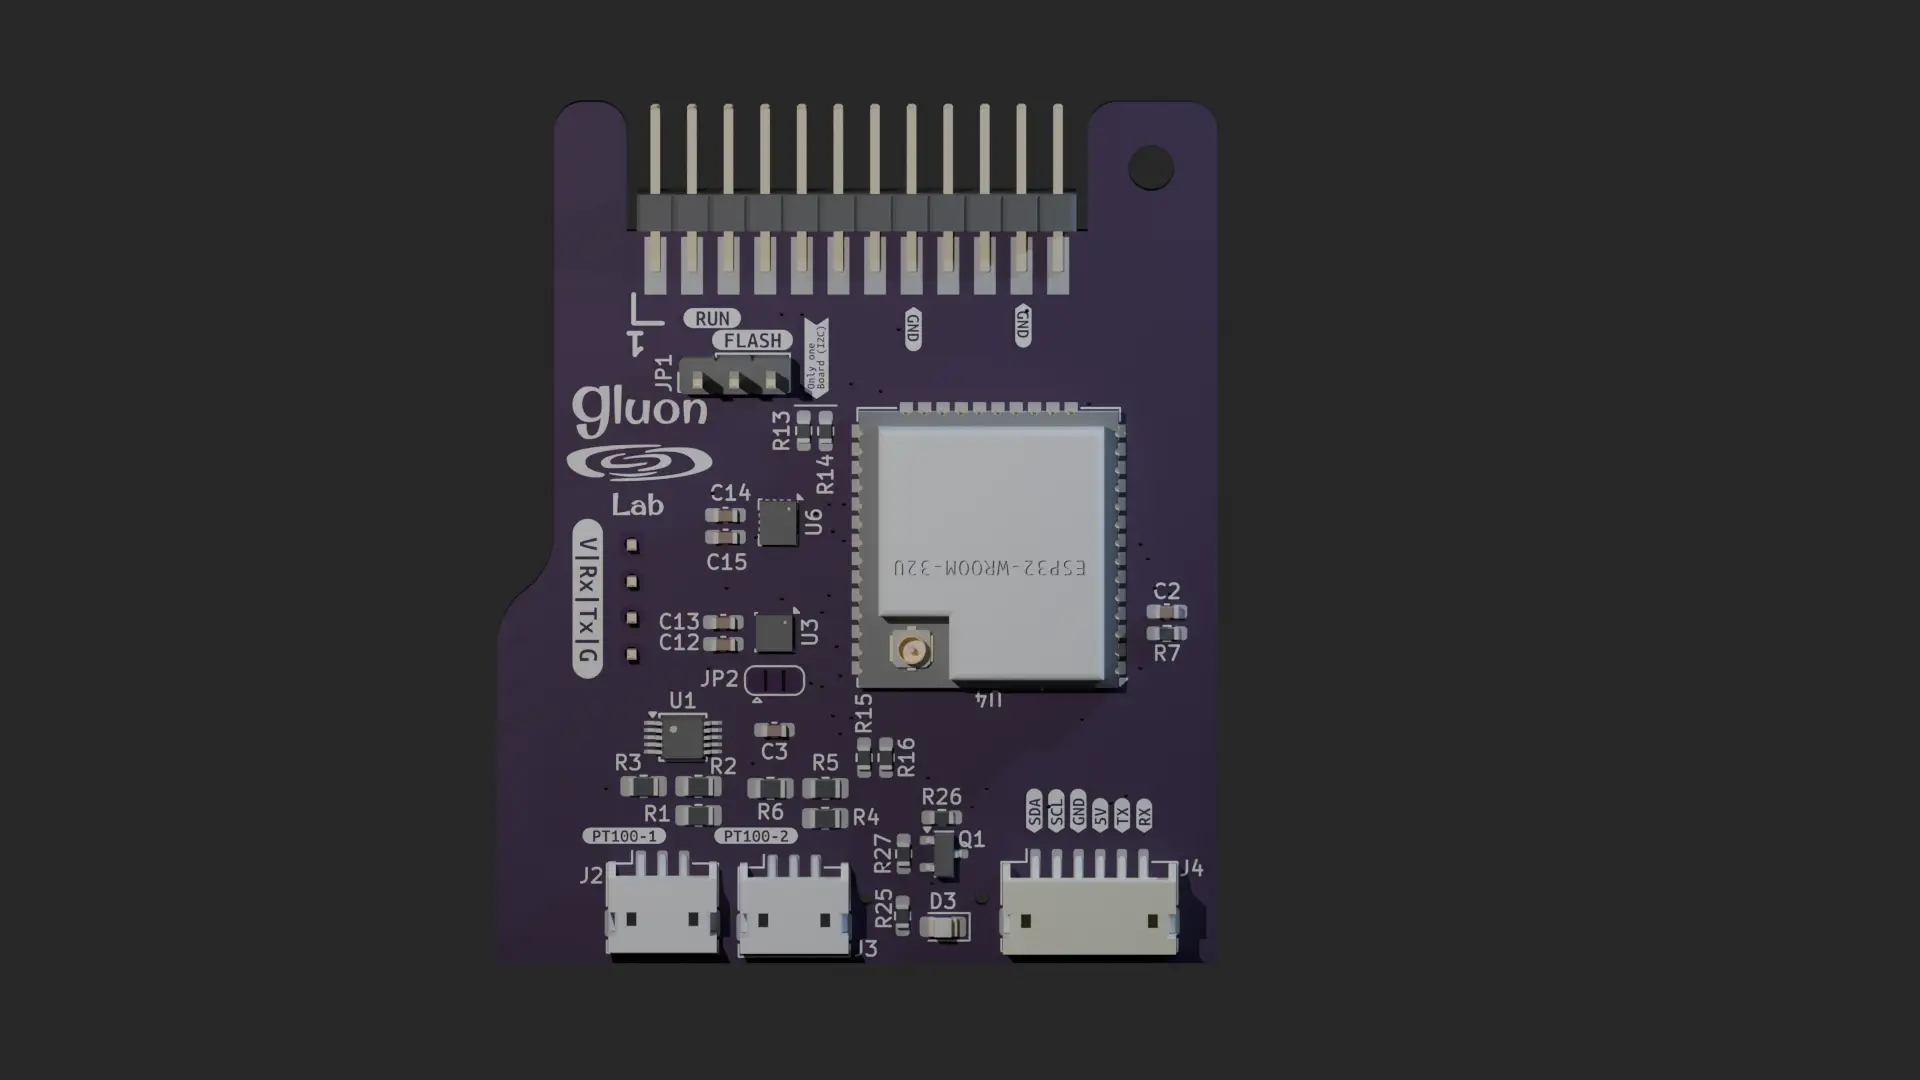 RUN
FLASH
Only one
Board (I2C)
GND
GND
1
JP1
gluon
Lab
R13
R14
C14
C15
U6
V|Rx|Tx|G
C13
C12
U3
JP2
ESP32-WROOM-32U
U4
C2
R7
U1
C3
R15
R16
R3
R2
R1
R5
R6
R4
PT100-1
PT100-2
R26
R27
Q1
R25
D3
SDA
SCL
GND
5V
TX
RX
J2
J3
J4